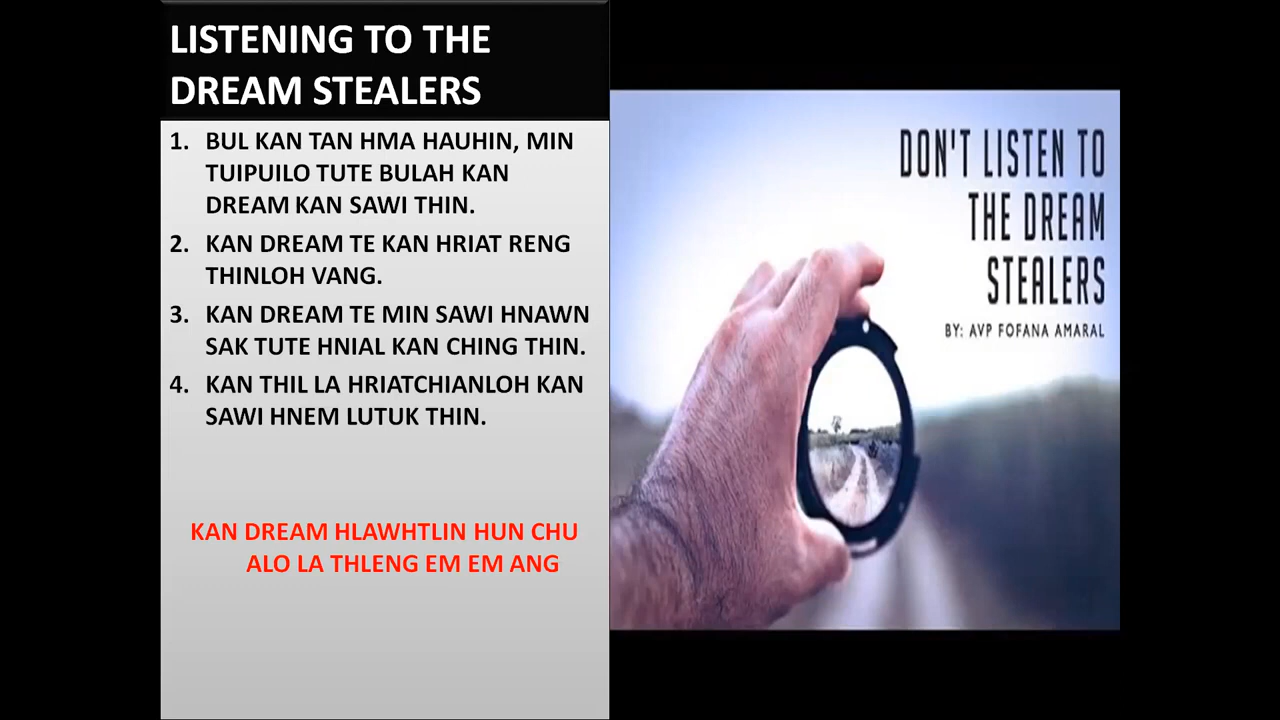 LISTENING TO THE
DREAM STEALERS
1. BUL KAN TAN HMA HAUHIN, MIN
TUIPUILO TUTE BULAH KAN
DREAM KAN SAWI THIN.
2. KAN DREAM TE KAN HRIAT RENG
THINLOH VANG.
3. KAN DREAM TE MIN SAWI HNAWN
SAK TUTE HNIAL KAN CHING THIN.
4. KAN THIL LA HRIATCHIANLOH KAN
SAWI HNEM LUTUK THIN.
KAN DREAM HLAWHTLIN HUN CHU
ALO LA THLENG EM EM ANG
DON'T LISTEN TO
THE DREAM
STEALERS
BY: AVP FOFANA AMARAL